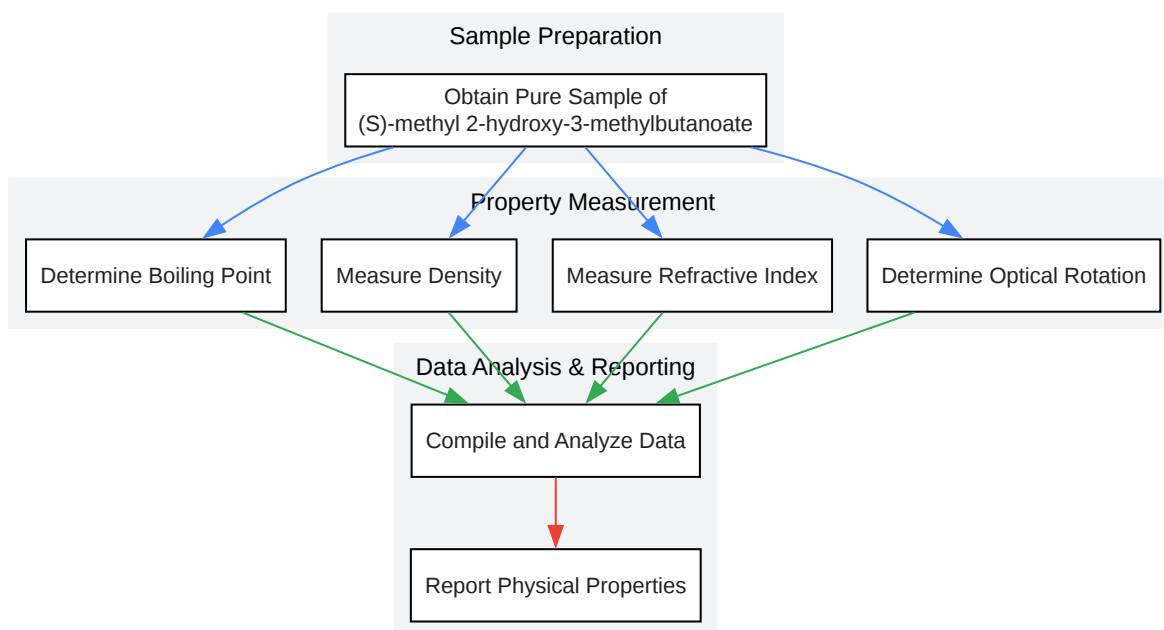 Sample Preparation
Obtain Pure Sample of
(S)-methyl 2-hydroxy-3-methylbutanoate
Property Measurement
Determine Boiling Point
Measure Density
Measure Refractive Index
Determine Optical Rotation
Data Analysis & Reporting
Compile and Analyze Data
Report Physical Properties